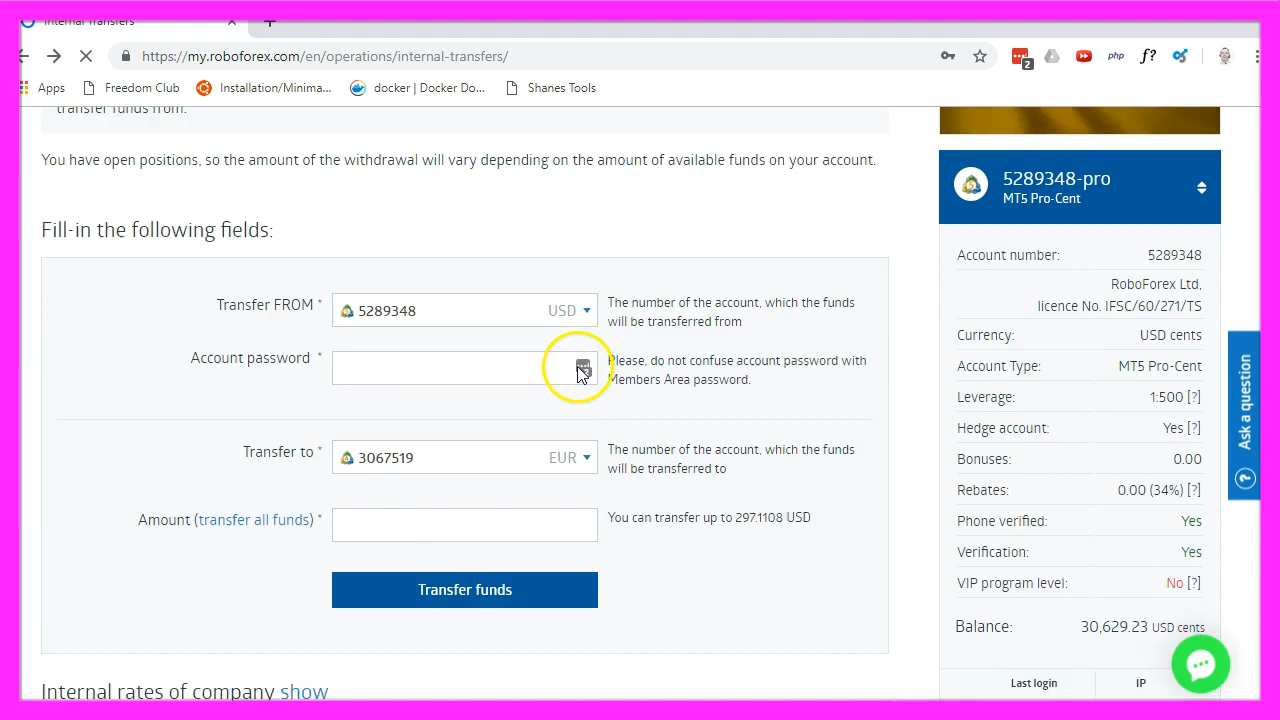 Internal Transfers
https://my.roboforex.com/en/operations/internal-transfers/
2 php f?
Apps Freedom Club Installation/Minima... docker | Docker Do... Shanes Tools
transfer funds from.
You have open positions, so the amount of the withdrawal will vary depending on the amount of available funds on your account.
Fill-in the following fields:
Transfer FROM * 5289348 USD
The number of the account, which the funds
will be transferred from
Account password *
Please, do not confuse account password with
Members Area password.
Transfer to * 3067519 EUR
The number of the account, which the funds
will be transferred to
Amount (transfer all funds) *
You can transfer up to 297.1108 USD
Transfer funds
Internal rates of company show
5289348-pro
MT5 Pro-Cent
Account number: 5289348
RoboForex Ltd,
licence No. IFSC/60/271/TS
Currency: USD cents
Account Type: MT5 Pro-Cent
Leverage: 1:500 [?]
Hedge account: Yes [?]
Bonuses: 0.00
Rebates: 0.00 (34%) [?]
Phone verified: Yes
Verification: Yes
VIP program level: No [?]
Balance: 30,629.23 USD cents
Last login IP
Ask a question
?